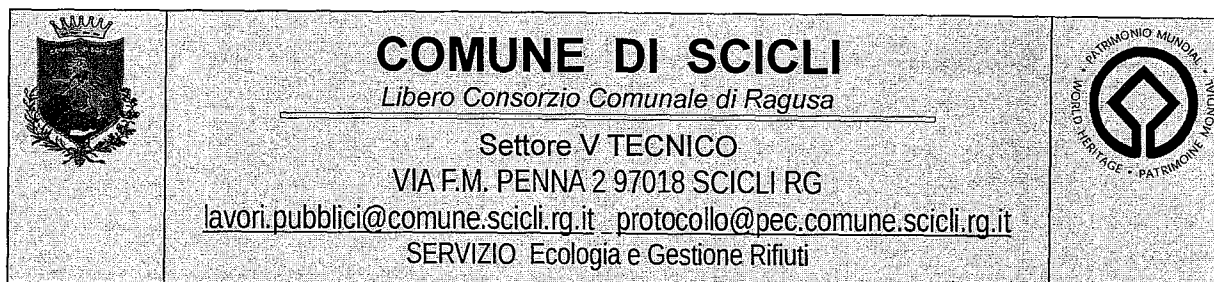 COMUNE DI SCICLI
Libero Consorzio Comunale di Ragusa
Settore V TECNICO
VIA F.M. PENNA 2 97018 SCICLI RG
lavori.pubblici@comune.scicli.rg.it _ protocollo@pec.comune.scicli.rg.it
SERVIZIO Ecologia e Gestione Rifiuti
PATRIMONIO MUNDIAL • WORLD HERITAGE • PATRIMOINE MONDIAL •